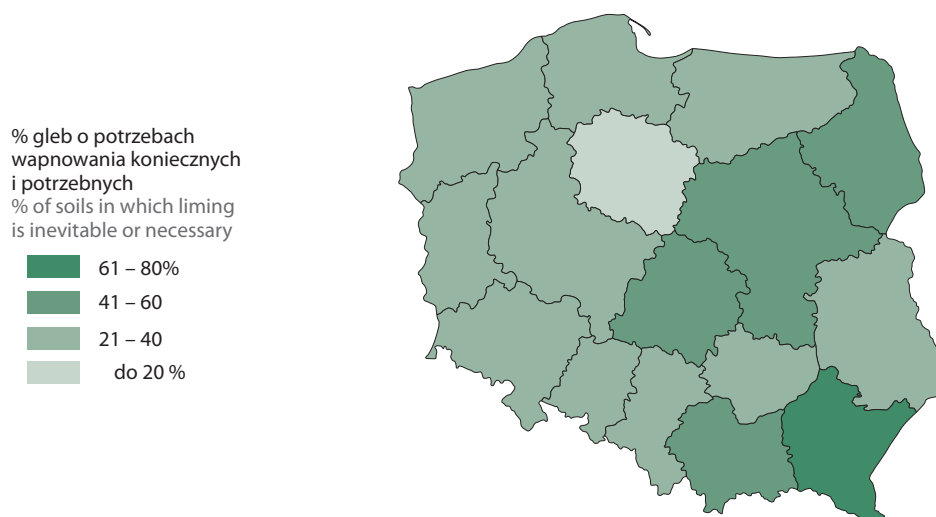 % gleb o potrzebach
wapnowania koniecznych
i potrzebnych
% of soils in which liming
is inevitable or necessary
61 – 80%
41 – 60
21 – 40
do 20 %